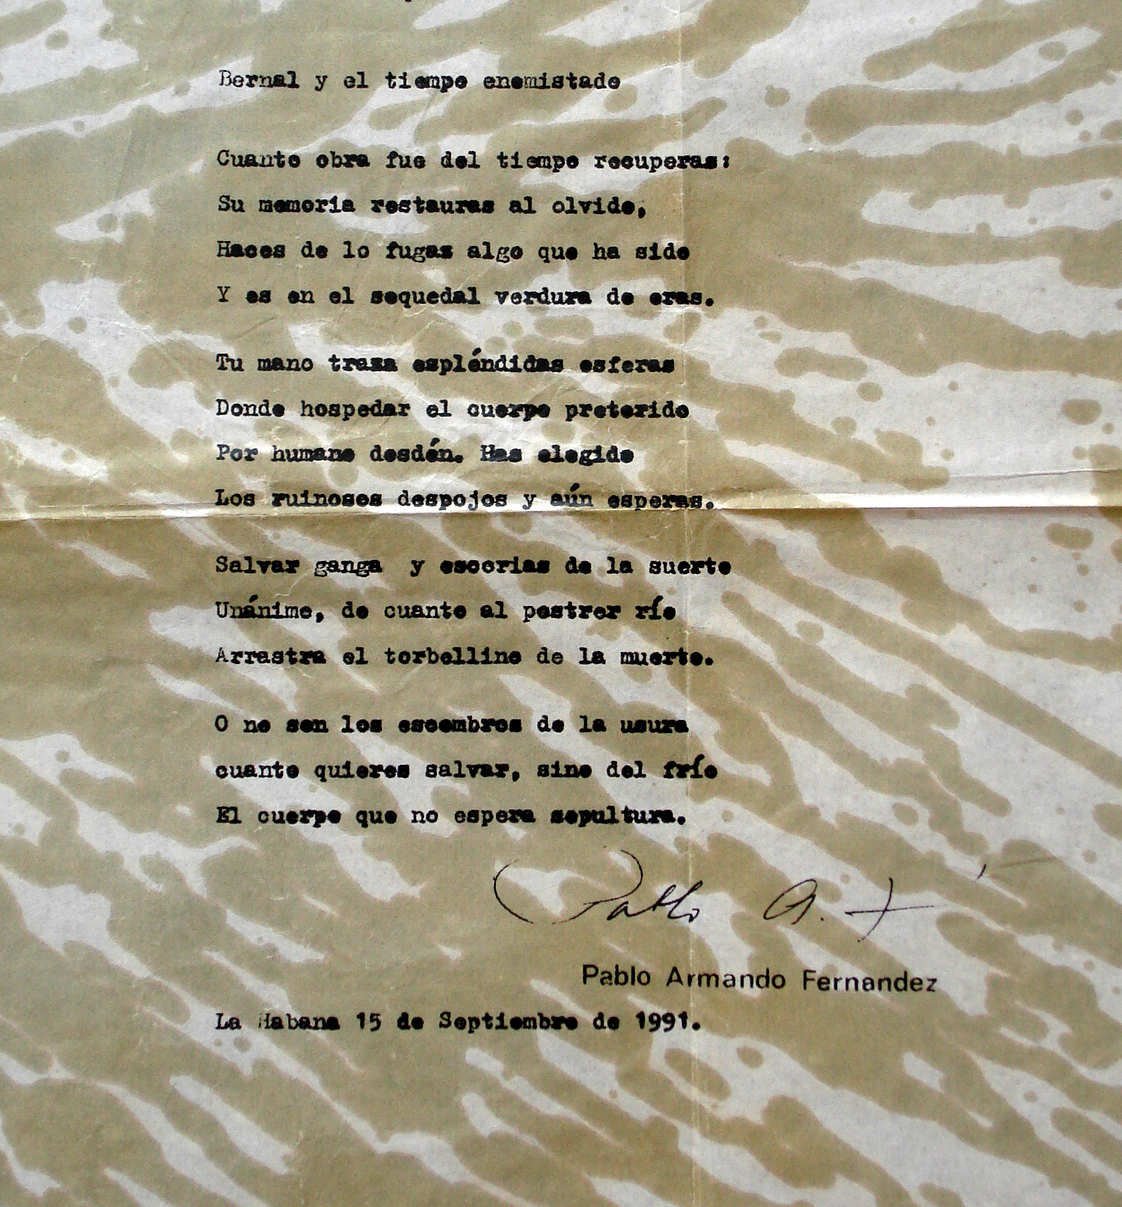 Bernal y el tiempo enemistado
Cuanto obra fue del tiempo recuperas:
Su memoria restauras al olvido,
Haces de lo fugas algo que ha sido
Y es en el sequedal verdura de eras.
Tu mano traza espléndidas esferas
Donde hospedar el cuerpo preterido
Por humano desdén. Has elegido
Los ruinosos despojos y aún esperas.
Salvar ganga y escorias de la suerte
Unánime, de cuanto al postrer río
Arrastra el torbellino de la muerte.
O no son los escombros de la usura
cuanto quieres salvar, sino del frío
El cuerpo que no espera sepultura.
Pablo A. F
Pablo Armando Fernandez
La Habana 15 de Septiembre de 1991.